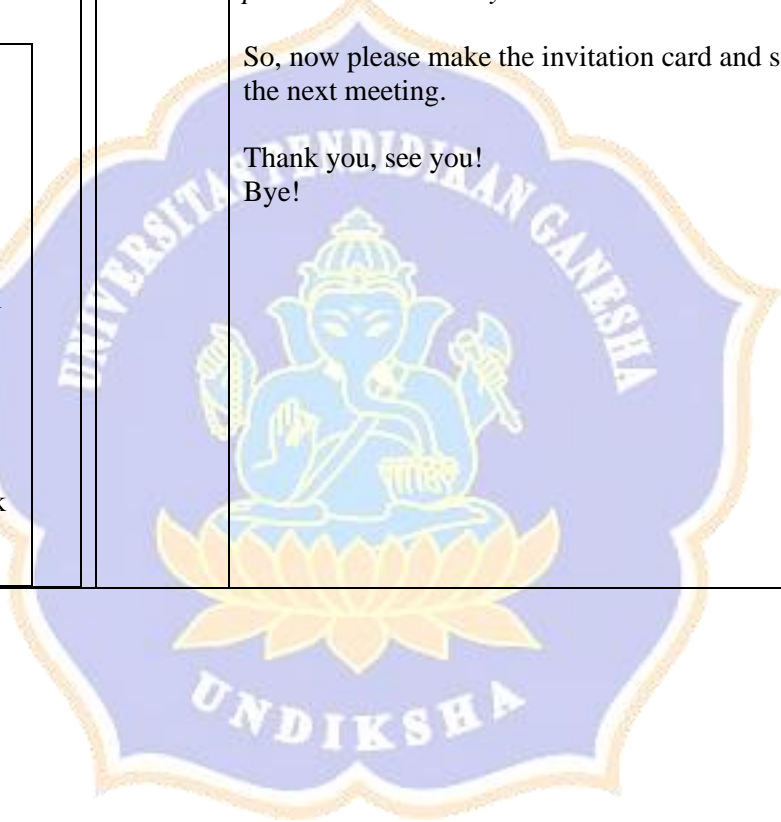 So, now please make the invitation card and s
the next meeting.
Thank you, see you!
Bye!
UNIVERSITAS PENDIDIKAN GANESHA
UNDIKSHA